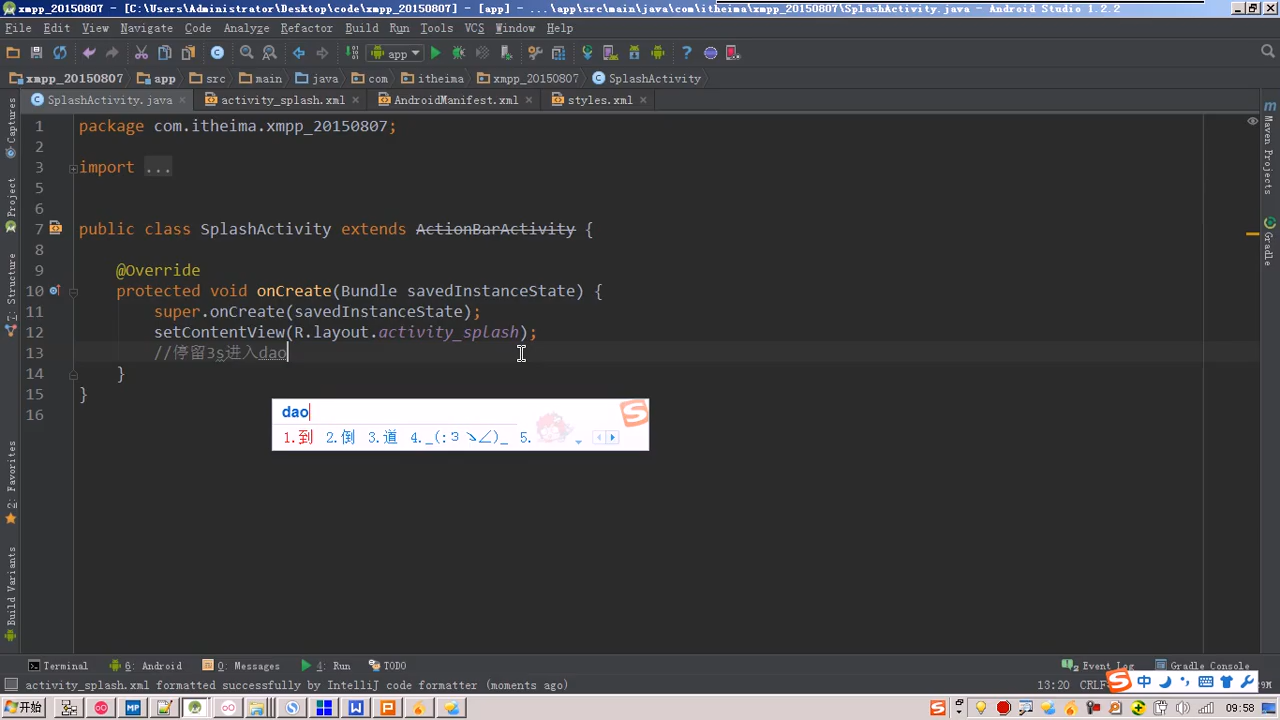 xmpp_20150807 - [C:\Users\Administrator\Desktop\code\xmpp_20150807] - [app] - ...\app\src\main\java\com\itheima\xmpp_20150807\SplashActivity.java - Android Studio 1.2.2
File Edit View Navigate Code Analyze Refactor Build Run Tools VCS Window Help
app
xmpp_20150807 app src main java com itheima xmpp_20150807 SplashActivity
SplashActivity.java activity_splash.xml AndroidManifest.xml styles.xml
Captures
Project
Structure
2: Favorites
Build Variants
Maven Projects
Gradle
1 package com.itheima.xmpp_20150807;
2
3 import ...
5
6
7 public class SplashActivity extends ActionBarActivity {
8
9 @Override
10 protected void onCreate(Bundle savedInstanceState) {
11 super.onCreate(savedInstanceState);
12 setContentView(R.layout.activity_splash);
13 //停留3s进入dao
14 }
15 }
16
dao
1.到 2.倒 3.道 4._(:3 ヽ∠)_ 5.
Terminal 6: Android 0: Messages 4: Run TODO Event Log Gradle Console
activity_splash.xml formatted successfully by IntelliJ code formatter (moments ago) 13:20 CRLF 中
开始 MP W P 09:58